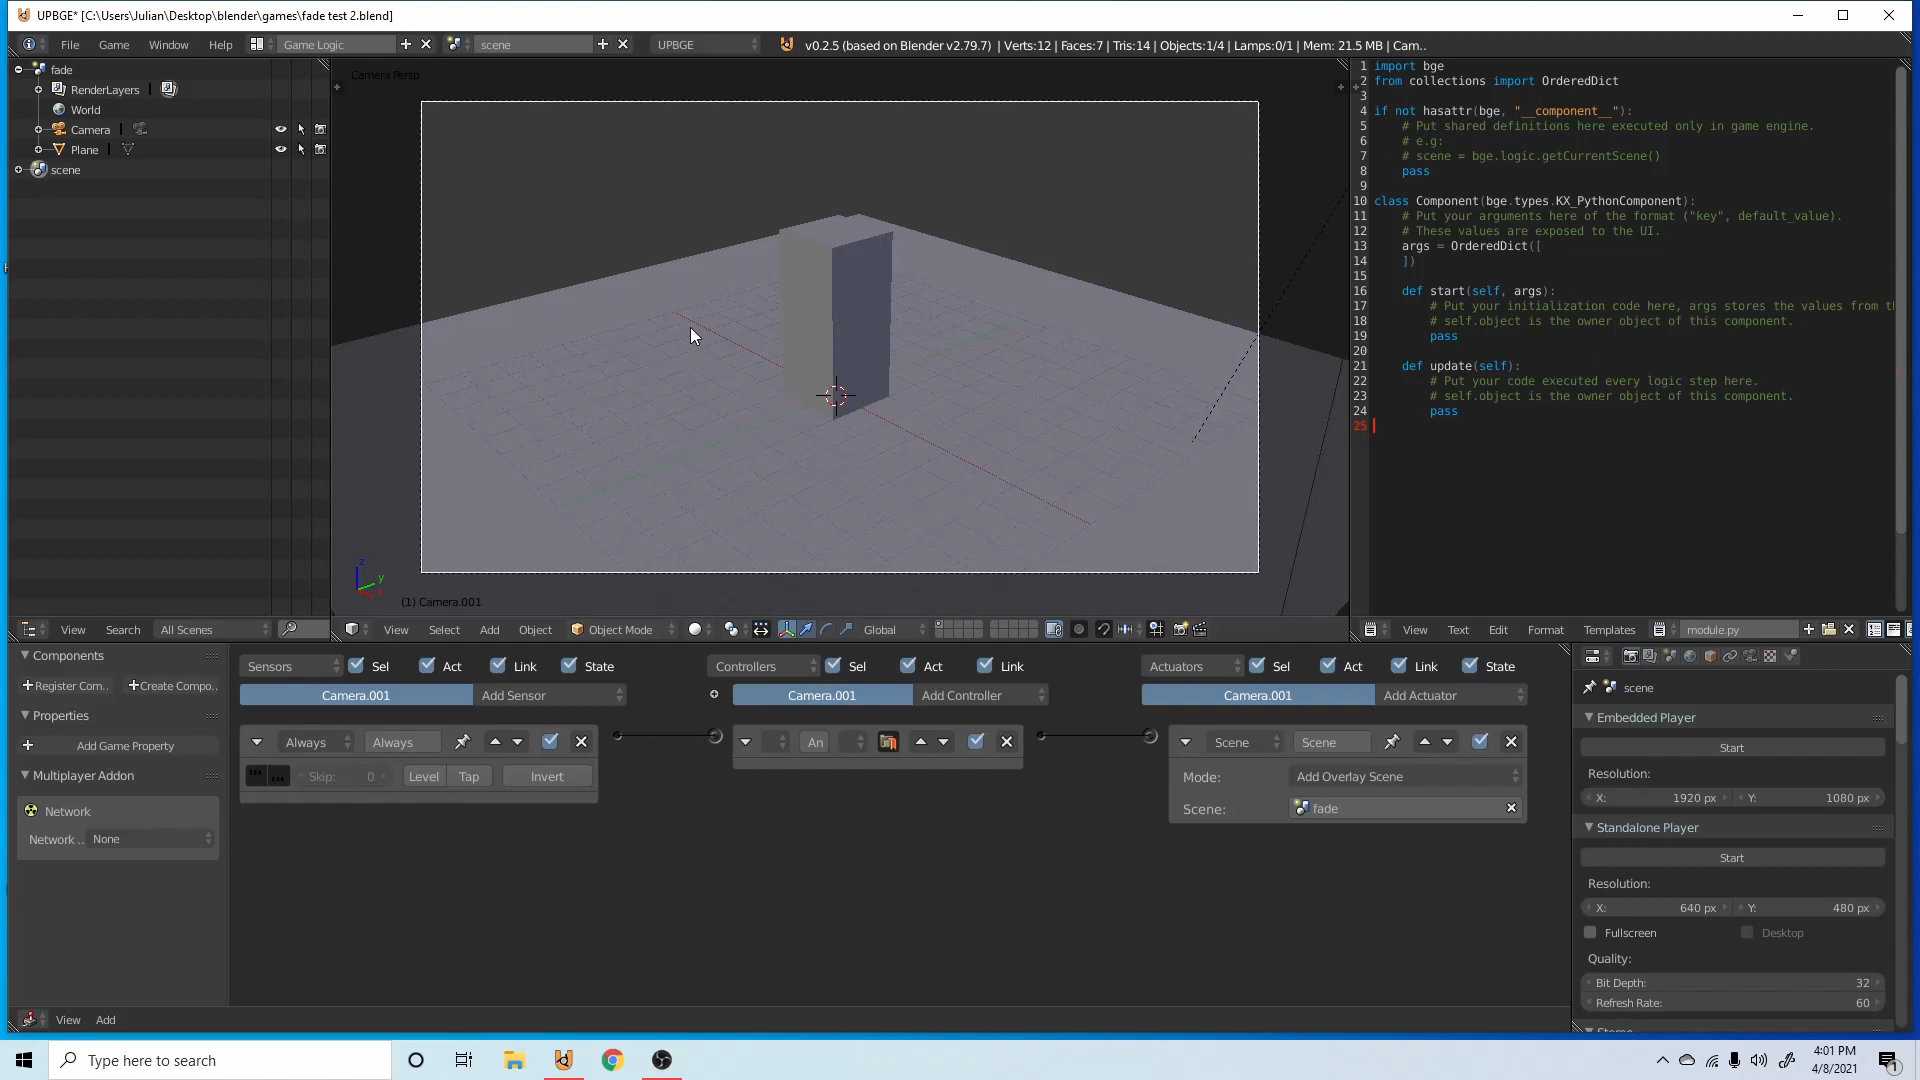 UPBGE* [C:\Users\Julian\Desktop\blender\games\fade test 2.blend]
File Game Window Help Game Logic scene UPBGE v0.2.5 (based on Blender v2.79.7) | Verts:12 | Faces:7 | Tris:14 | Objects:1/4 | Lamps:0/1 | Mem: 21.5 MB | Cam..
fade
RenderLayers
World
Camera
Plane
scene
Camera Persp
z
y
(1) Camera.001
1 import bge
2 from collections import OrderedDict
3
4 if not hasattr(bge, "__component__"):
5 # Put shared definitions here executed only in game engine.
6 # e.g:
7 # scene = bge.logic.getCurrentScene()
8 pass
9
10 class Component(bge.types.KX_PythonComponent):
11 # Put your arguments here of the format ("key", default_value).
12 # These values are exposed to the UI.
13 args = OrderedDict([
14 ])
15
16 def start(self, args):
17 # Put your initialization code here, args stores the values from t
18 # self.object is the owner object of this component.
19 pass
20
21 def update(self):
22 # Put your code executed every logic step here.
23 # self.object is the owner object of this component.
24 pass
25
View Search All Scenes
View Select Add Object Object Mode Global
View Text Edit Format Templates module.py
Components
Register Com.. Create Compo..
Properties
Add Game Property
Multiplayer Addon
Network
Network .. None
Sensors Sel Act Link State
Camera.001 Add Sensor
Always Always
Skip: 0 Level Tap Invert
Controllers Sel Act Link
Camera.001 Add Controller
An
Actuators Sel Act Link State
Camera.001 Add Actuator
Scene Scene
Mode: Add Overlay Scene
Scene: fade
scene
Embedded Player
Start
Resolution:
X: 1920 px Y: 1080 px
Standalone Player
Start
Resolution:
X: 640 px Y: 480 px
Fullscreen Desktop
Quality:
Bit Depth: 32
Refresh Rate: 60
Stereo
View Add
Type here to search
4:01 PM
4/8/2021
1